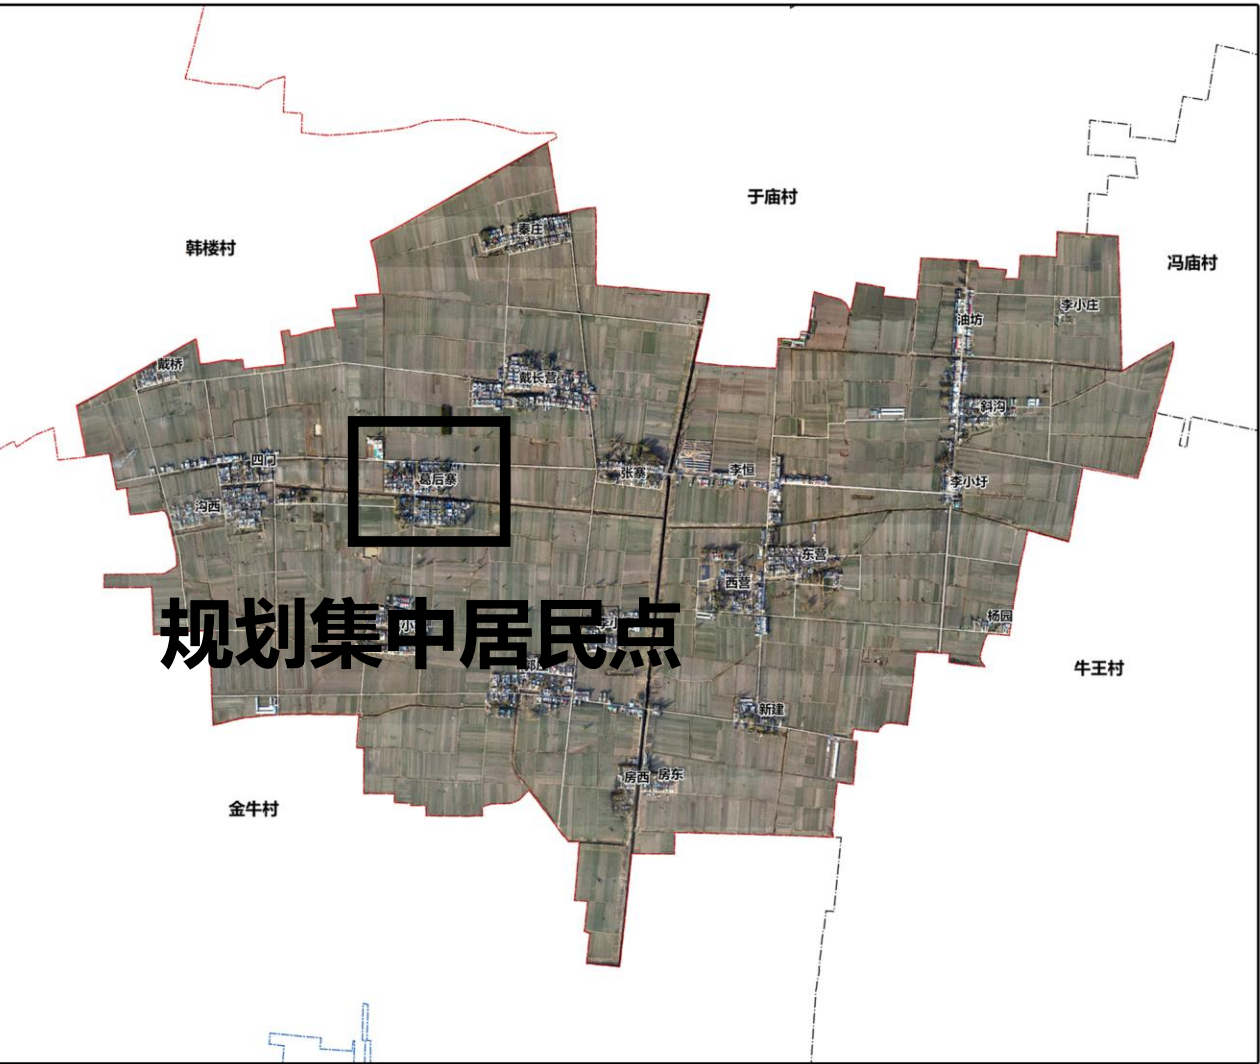 于庙村
韩楼村
冯庙村
秦庄
李小庄
油坊
戴桥
戴长营
斜沟
四门
张寨
李恒
葛后寨
李小圩
沟西
东营
西营
杨园
规划集中居民点
牛王村
新建
房西
房东
金牛村